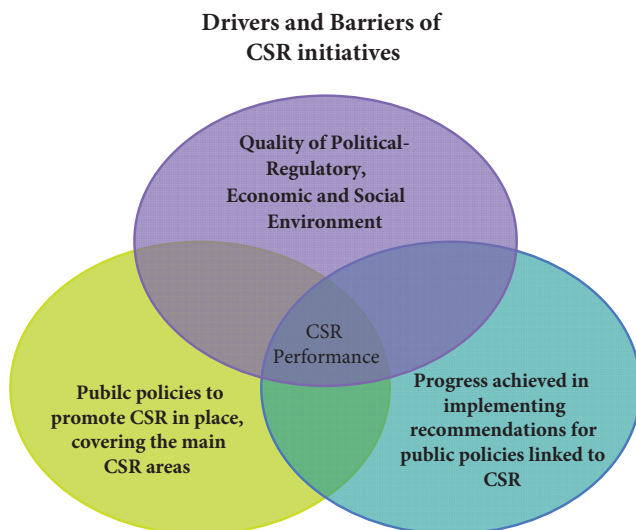 Drivers and Barriers of
CSR initiatives
Quality of Political-
Regulatory,
Economic and Social
Environment
CSR
Performance
Pubilc policies to
promote CSR in place,
covering the main
CSR areas
Progress achieved in
implementing
recommendations for
public policies linked to
CSR